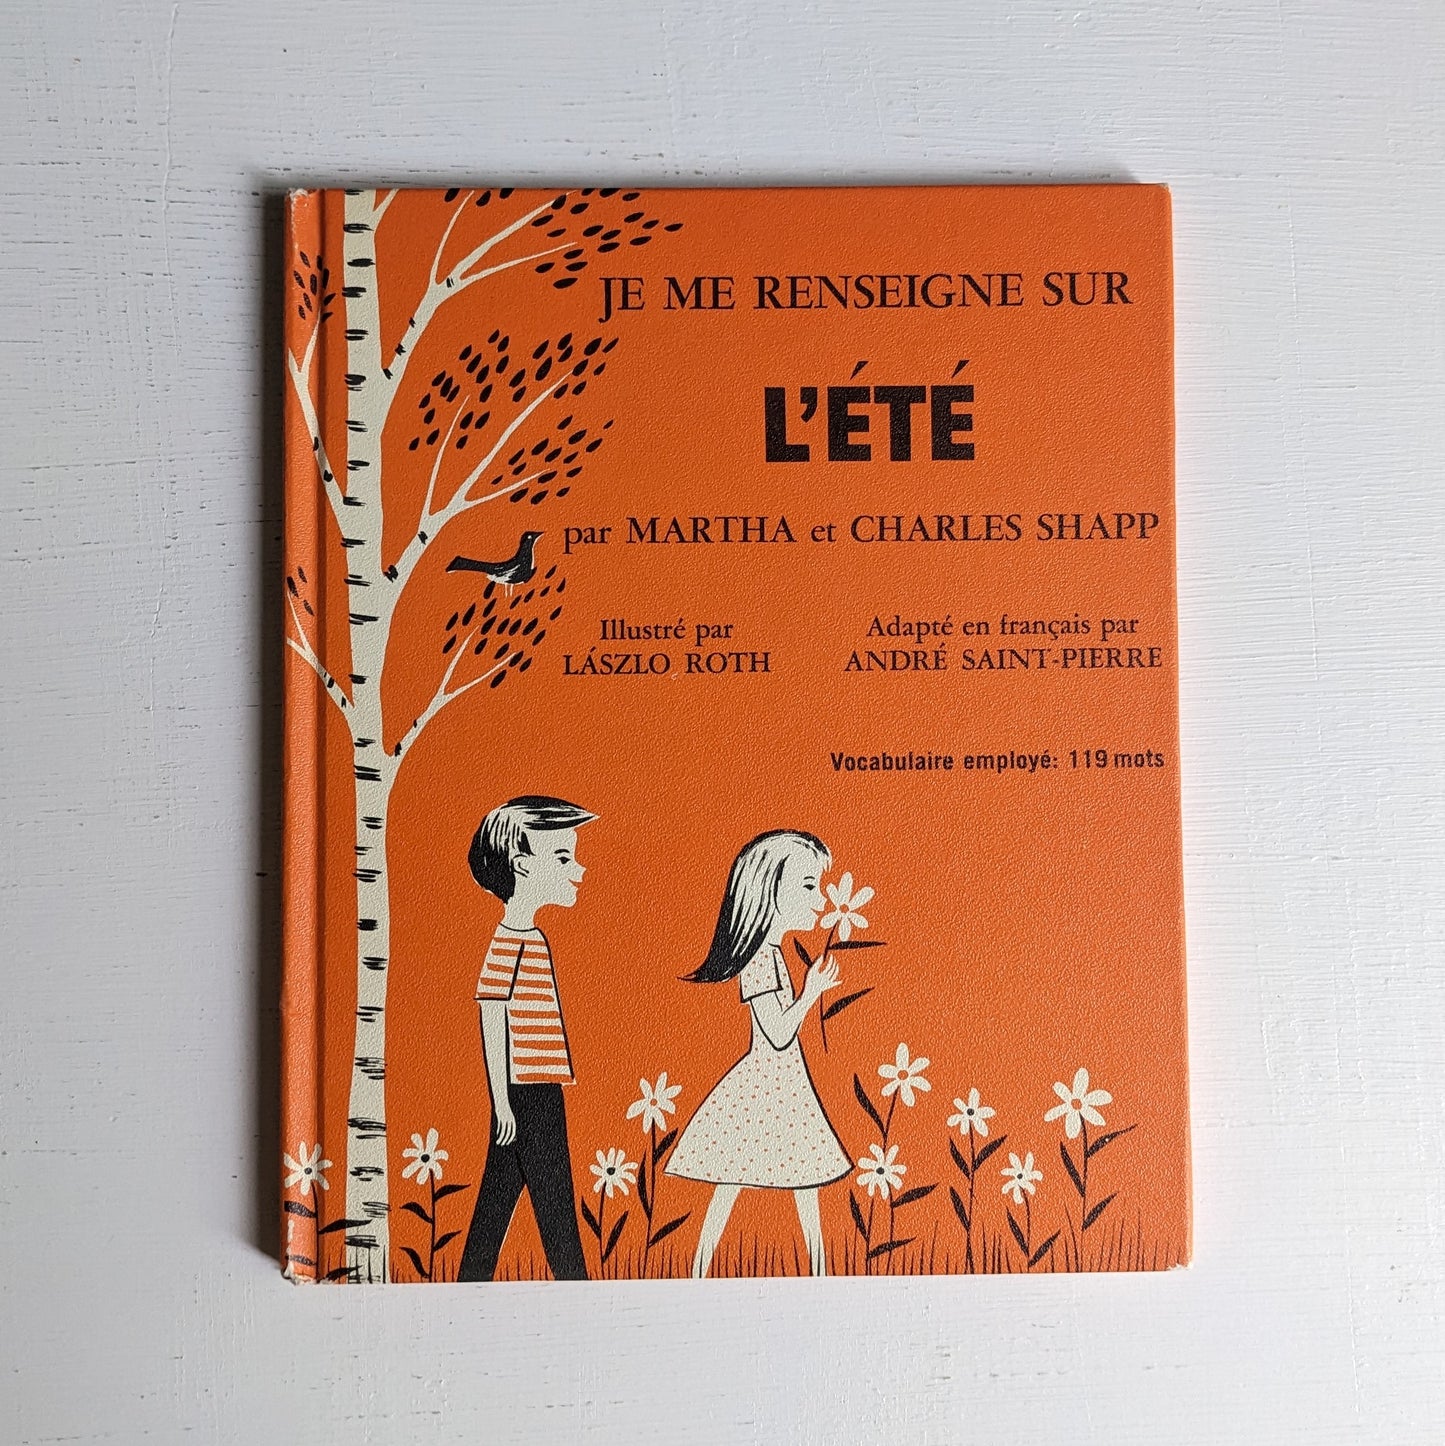 JE ME RENSEIGNE SUR
L'ÉTÉ
par MARTHA et CHARLES SHAPP
Illustré par
LÁSZLO ROTH
Adapté en français par
ANDRÉ SAINT-PIERRE
Vocabulaire employé: 119 mots